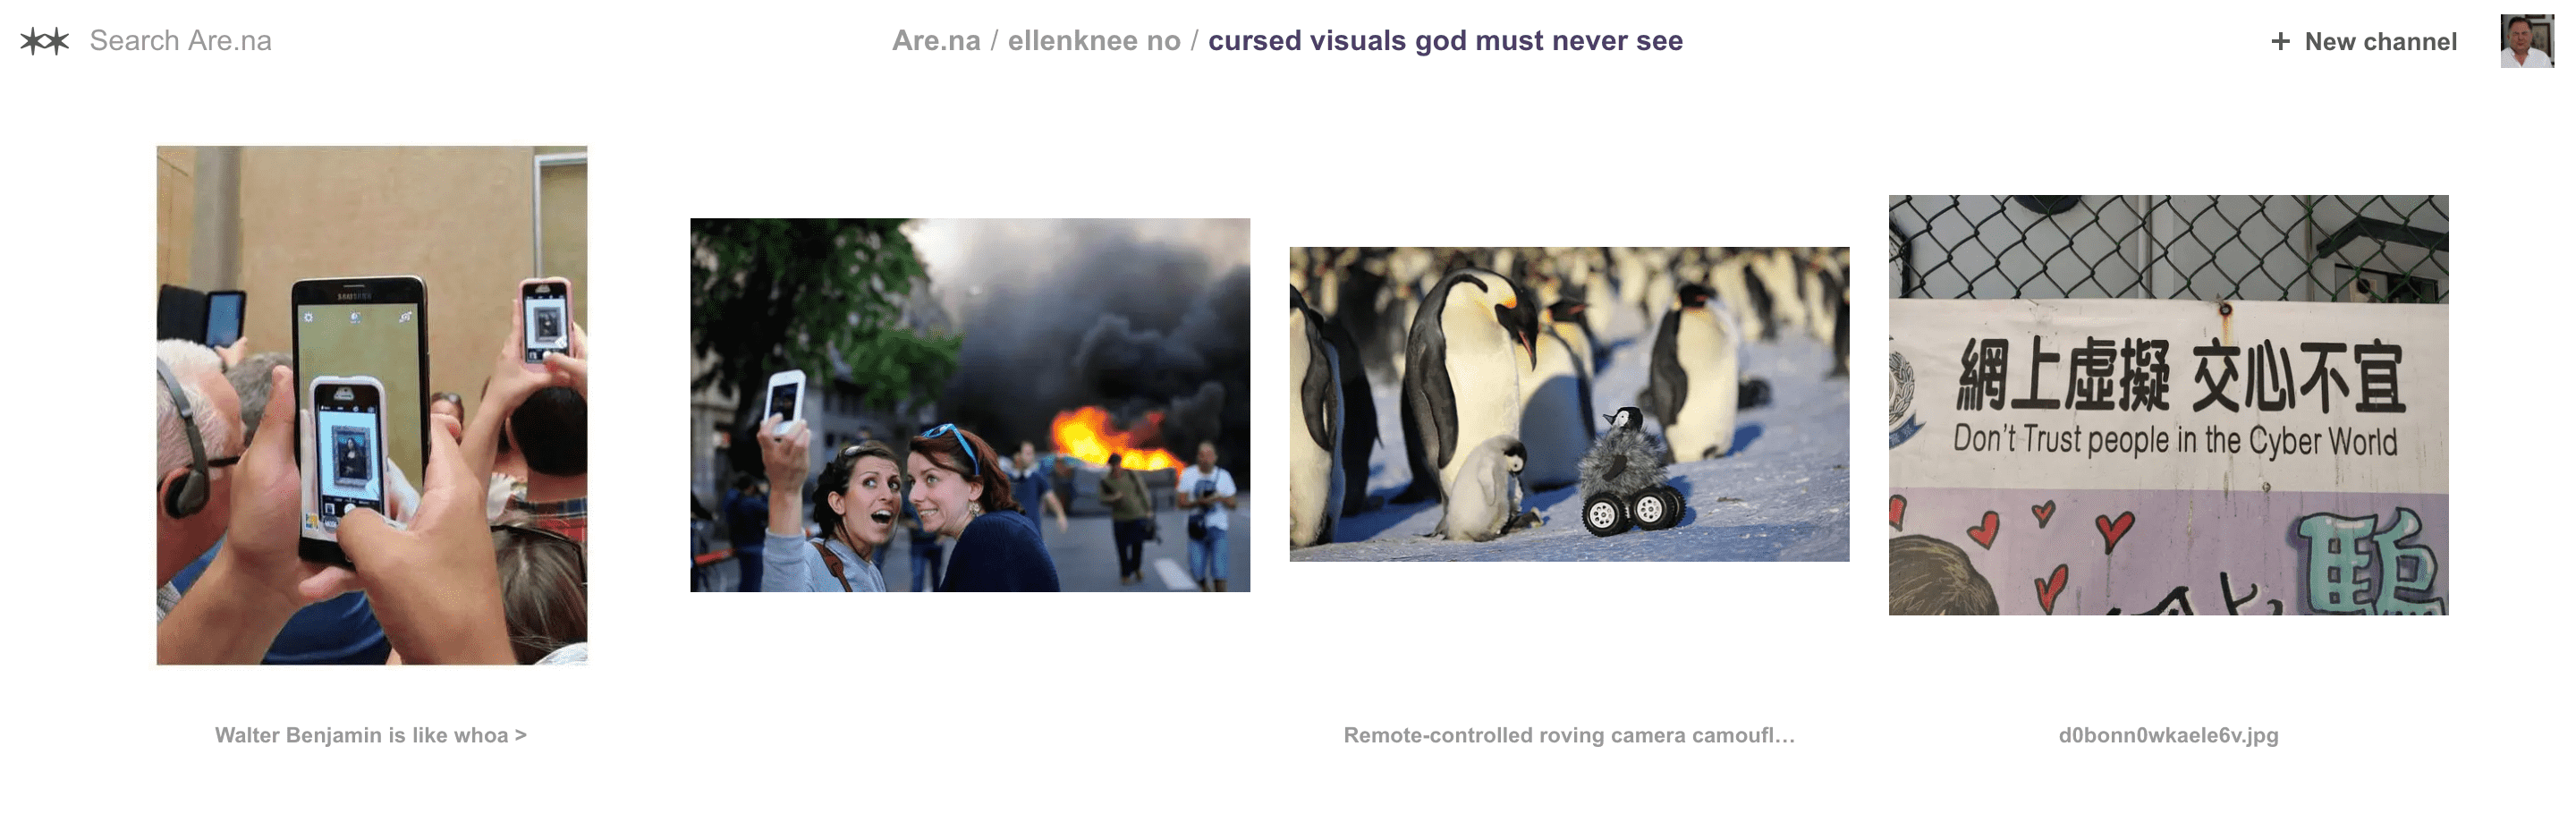 Search Are.na
Are.na / ellenknee no / cursed visuals god must never see
+ New channel
SAMSUNG
網上虛擬 交心不宜
Don't Trust people in the Cyber World
騙
Walter Benjamin is like whoa >
Remote-controlled roving camera camoufl…
d0bonn0wkaele6v.jpg